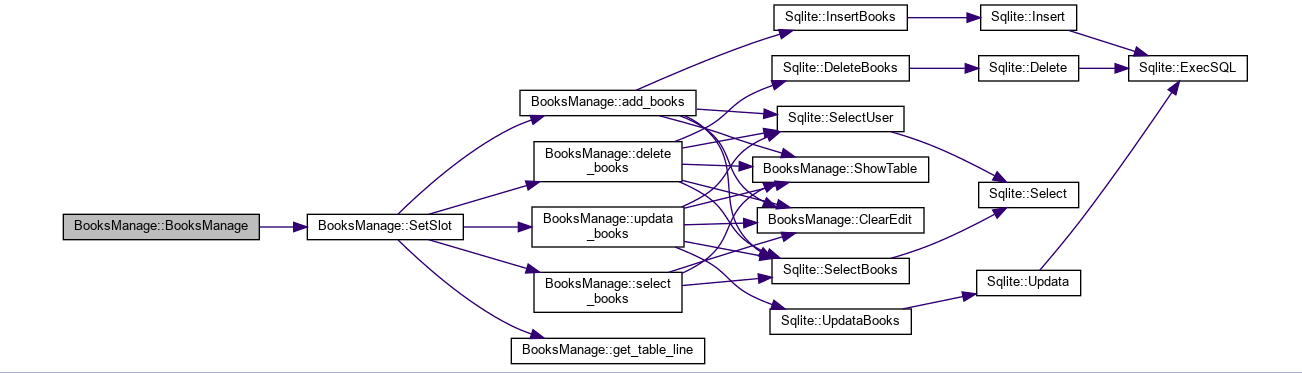 BooksManage::BooksManage
BooksManage::SetSlot
BooksManage::add_books
BooksManage::delete
_books
BooksManage::updata
_books
BooksManage::select
_books
BooksManage::get_table_line
Sqlite::InsertBooks
Sqlite::DeleteBooks
Sqlite::SelectUser
BooksManage::ShowTable
BooksManage::ClearEdit
Sqlite::SelectBooks
Sqlite::UpdataBooks
Sqlite::Insert
Sqlite::Delete
Sqlite::Select
Sqlite::Updata
Sqlite::ExecSQL